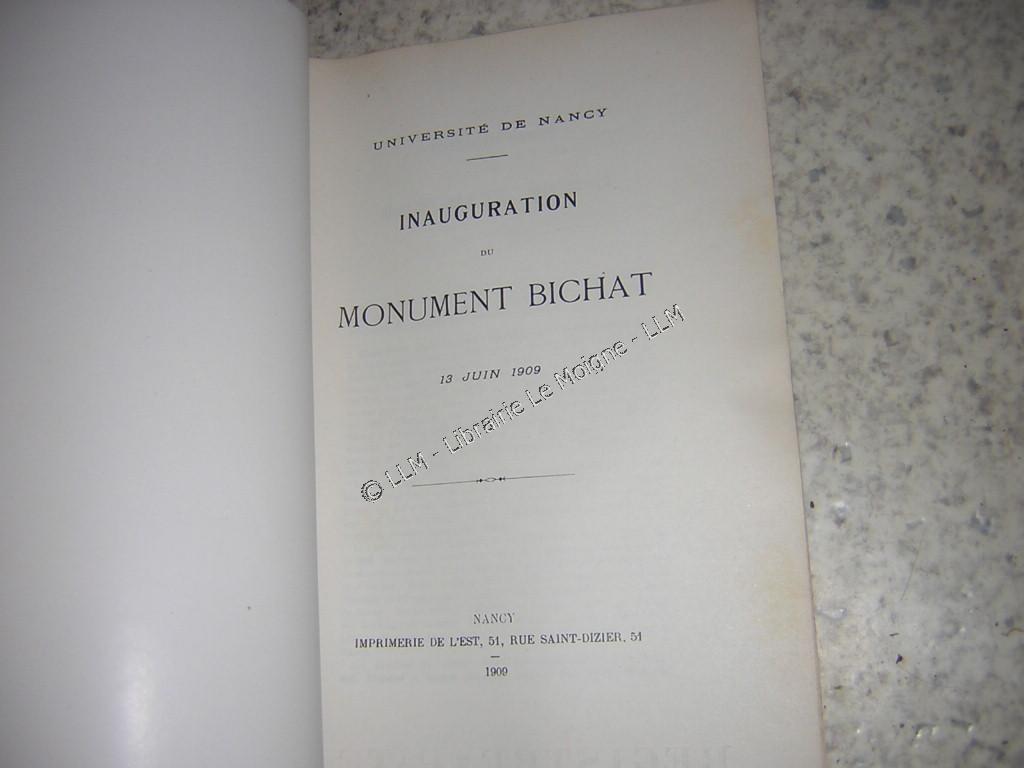 UNIVERSITÉ DE NANCY
INAUGURATION
DU
MONUMENT BICHAT
13 JUIN 1909
© LLM - Librairie Le Moigne - LLM
NANCY
IMPRIMERIE DE L'EST, 51, RUE SAINT-DIZIER, 51
1909